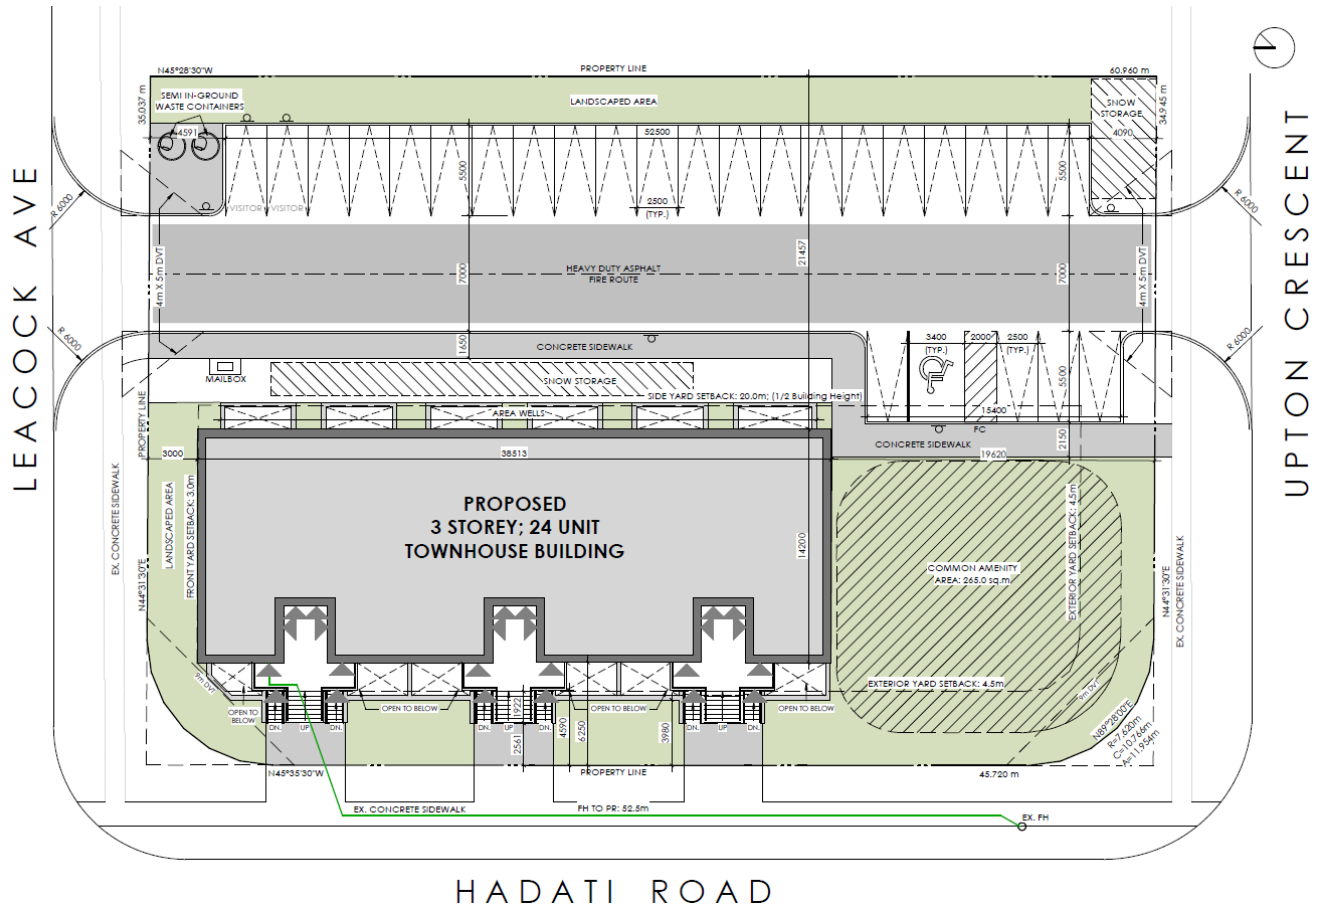 N45°28'30"W
PROPERTY LINE
60.960 m
35.037 m
SEMI IN-GROUND
WASTE CONTAINERS
LANDSCAPED AREA
SNOW
STORAGE
34.945 m
4591
52500
4090
5500
5500
R 6000
R 6000
VISITOR
VISITOR
2500
(TYP.)
21457
4m X 5m DVT
7000
HEAVY DUTY ASPHALT
FIRE ROUTE
7000
4m X 5m DVT
LEACOCK AVE
UPTON CRESCENT
R 6000
R 6000
1650
CONCRETE SIDEWALK
3400
(TYP.)
2000
2500
(TYP.)
5500
MAILBOX
SNOW STORAGE
SIDE YARD SETBACK: 20.0m; (1/2 Building Height)
PROPERTY LINE
AREA WELLS
15400
FC
CONCRETE SIDEWALK
2150
3000
38513
19620
EX. CONCRETE SIDEWALK
LANDSCAPED AREA
FRONT YARD SETBACK: 3.0m
PROPOSED
3 STOREY; 24 UNIT
TOWNHOUSE BUILDING
14200
COMMON AMENITY
AREA: 265.0 sq.m.
EXTERIOR YARD SETBACK: 4.5m
N44°31'30"E
N44°31'30"E
EX. CONCRETE SIDEWALK
9m DVT
EXTERIOR YARD SETBACK: 4.5m
9m DVT
OPEN TO
BELOW
OPEN TO BELOW
OPEN TO BELOW
OPEN TO BELOW
DN.
UP
DN.
DN.
UP
DN.
DN.
UP
DN.
1922
2561
4590
6250
3980
N89°28'00"E
R=7.620m
C=10.766m
A=11.954m
N45°35'30"W
PROPERTY LINE
45.720 m
EX. CONCRETE SIDEWALK
FH TO PR: 52.5m
EX. FH
HADATI ROAD